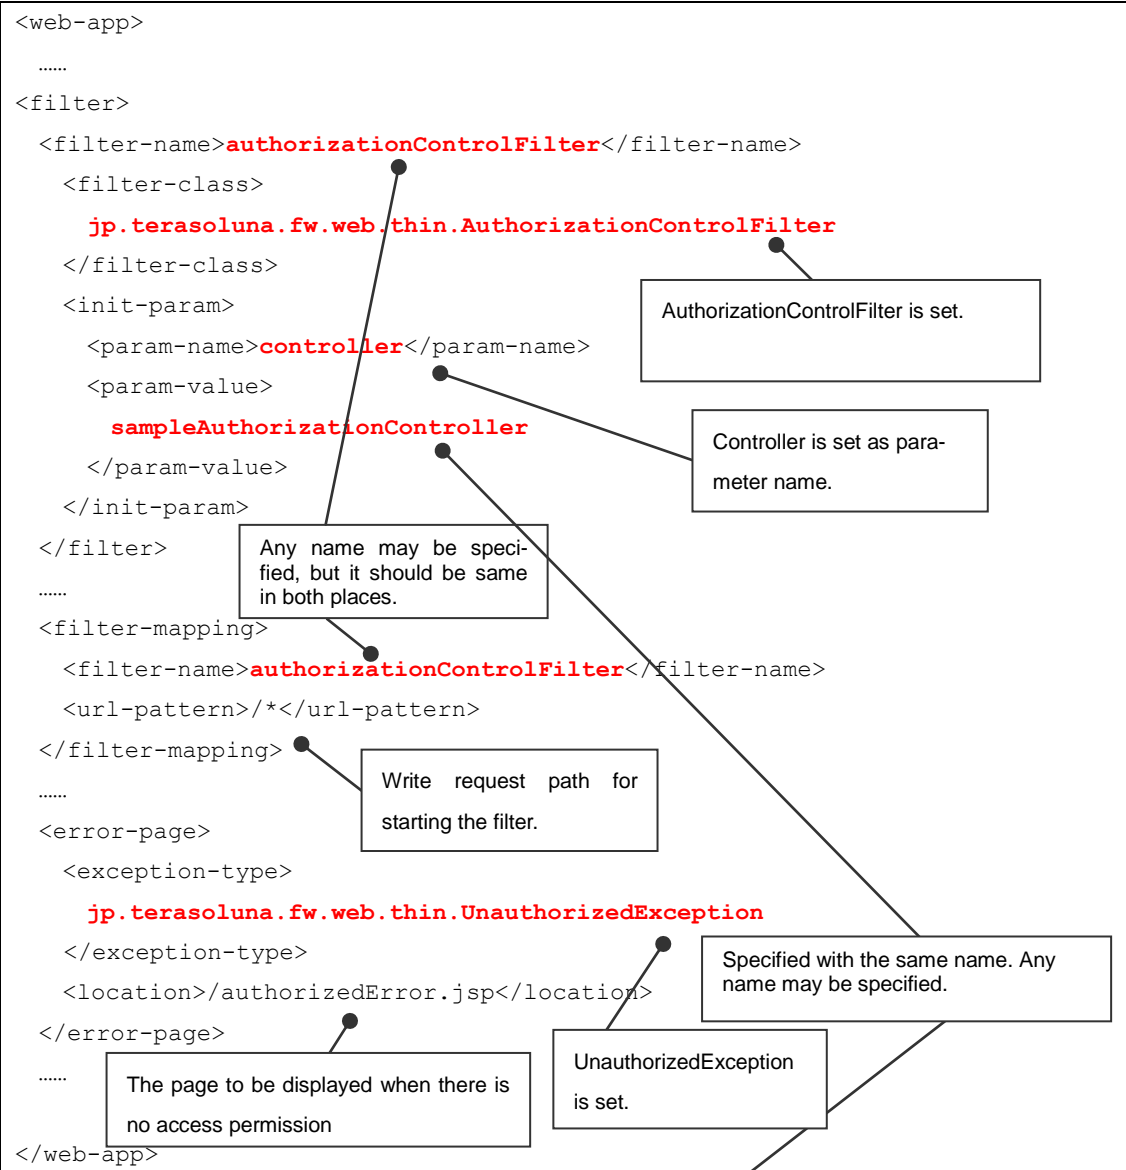 <web-app>
……
<filter>
<filter-name>authorizationControlFilter</filter-name>
<filter-class>
jp.terasoluna.fw.web.thin.AuthorizationControlFilter
</filter-class>
<init-param>
AuthorizationControlFilter is set.
<param-name>controller</param-name>
<param-value>
sampleAuthorizationController
Controller is set as para-
meter name.
</param-value>
</init-param>
</filter>
Any name may be speci-
fied, but it should be same
in both places.
……
<filter-mapping>
<filter-name>authorizationControlFilter</filter-name>
<url-pattern>/*</url-pattern>
</filter-mapping>
Write request path for
starting the filter.
……
<error-page>
<exception-type>
jp.terasoluna.fw.web.thin.UnauthorizedException
</exception-type>
Specified with the same name. Any
name may be specified.
<location>/authorizedError.jsp</location>
</error-page>
UnauthorizedException
is set.
……
The page to be displayed when there is
no access permission
</web-app>